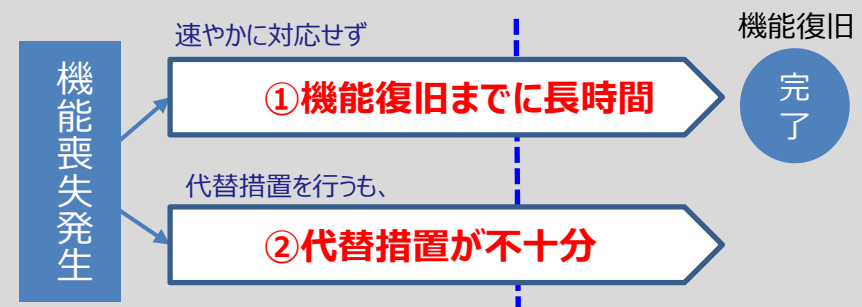 機能復旧
速やかに対応せず
機能喪失発生
①機能復旧までに長時間
完了
代替措置を行うも、
②代替措置が不十分